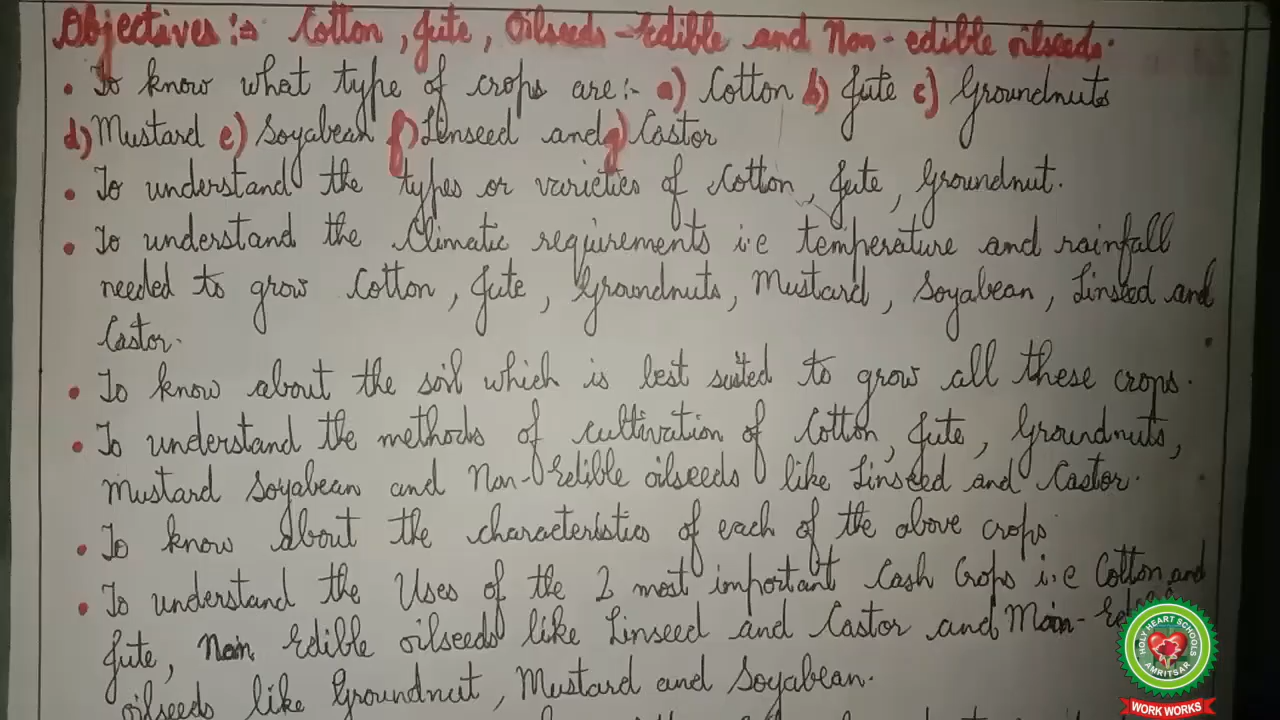 Objectives :- Cotton, Jute, Oilseeds - Edible and Non-edible oilseeds.
• To know what type of crops are :- a) Cotton b) Jute c) Groundnuts
d) Mustard e) Soyabean f) Linseed and g) Castor
• To understand the types or varieties of Cotton, Jute, Groundnut.
• To understand the Climatic requirements i.e temperature and rainfall
needed to grow Cotton, Jute, Groundnuts, Mustard, Soyabean, Linseed and
Castor.
• To know about the soil which is best suited to grow all these crops.
• To understand the methods of cultivation of Cotton, Jute, Groundnuts,
Mustard Soyabean and Non-Edible oilseeds like Linseed and Castor.
• To know about the characteristics of each of the above crops
• To understand the Uses of the 2 most important Cash Crops i.e Cotton and
Jute, Non Edible oilseeds like Linseed and Castor and
oilseeds like Groundnut, Mustard and Soyabean.
HOLY HEART SCHOOLS
AMRITSAR
WORK WORKS